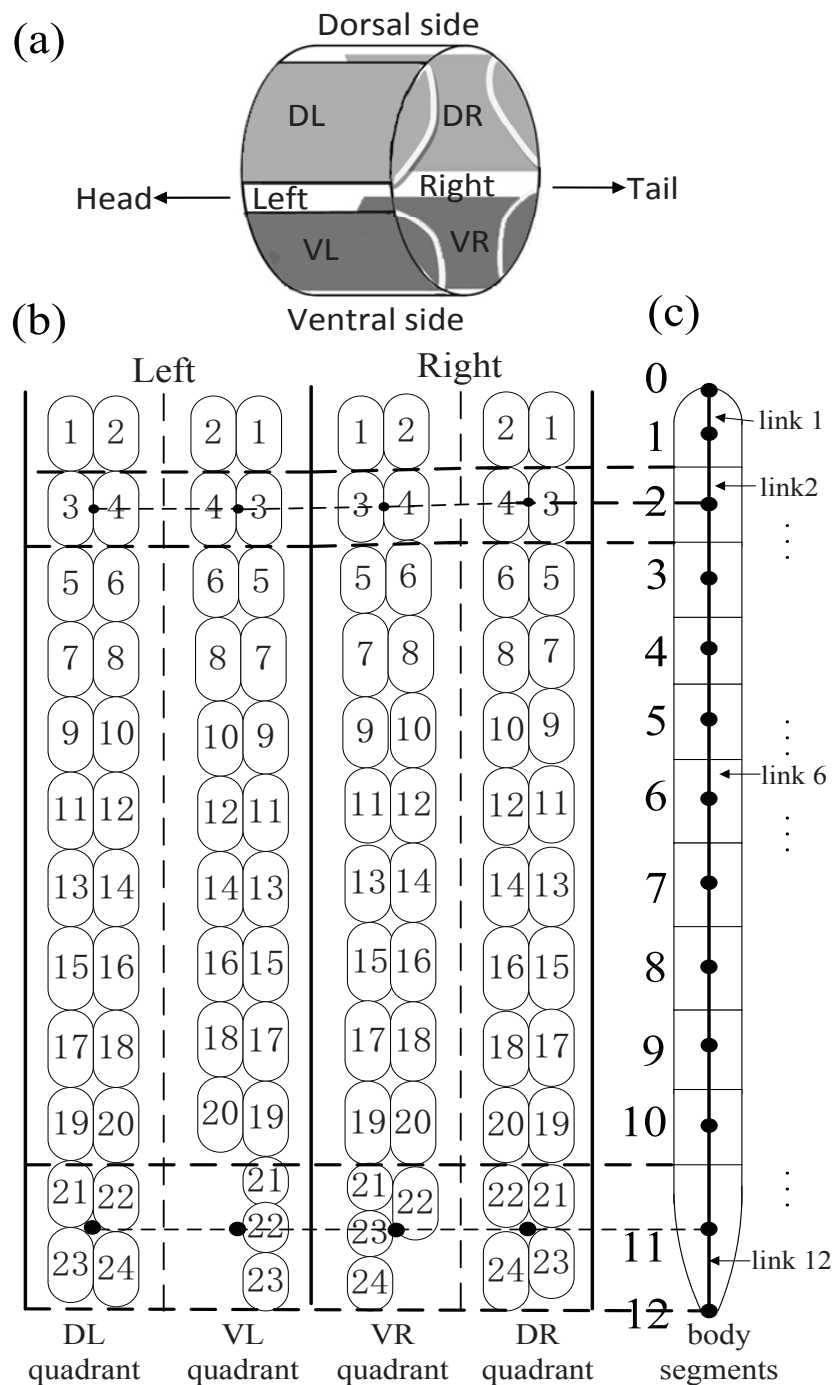 (a)
Dorsal side
DL
DR
Head
Left
Right
Tail
VL
VR
Ventral side
(b)
(c)
Left
Right
0
1 2 2 1 1 2 2 1
1
link 1
3 4 4 3 3 4 4 3
2
link2
5 6 6 5 5 6 6 5
3
7 8 8 7 7 8 8 7
4
9 10 10 9 9 10 10 9
5
11 12 12 11 11 12 12 11
6
link 6
13 14 14 13 13 14 14 13
7
15 16 16 15 15 16 16 15
8
17 18 18 17 17 18 18 17
9
19 20 20 19 19 20 20 19
10
21 22 21 21 22 22 21
22 23
11
23 24 23 24 24 23
link 12
12
DL VL VR DR body
quadrant quadrant quadrant quadrant segments